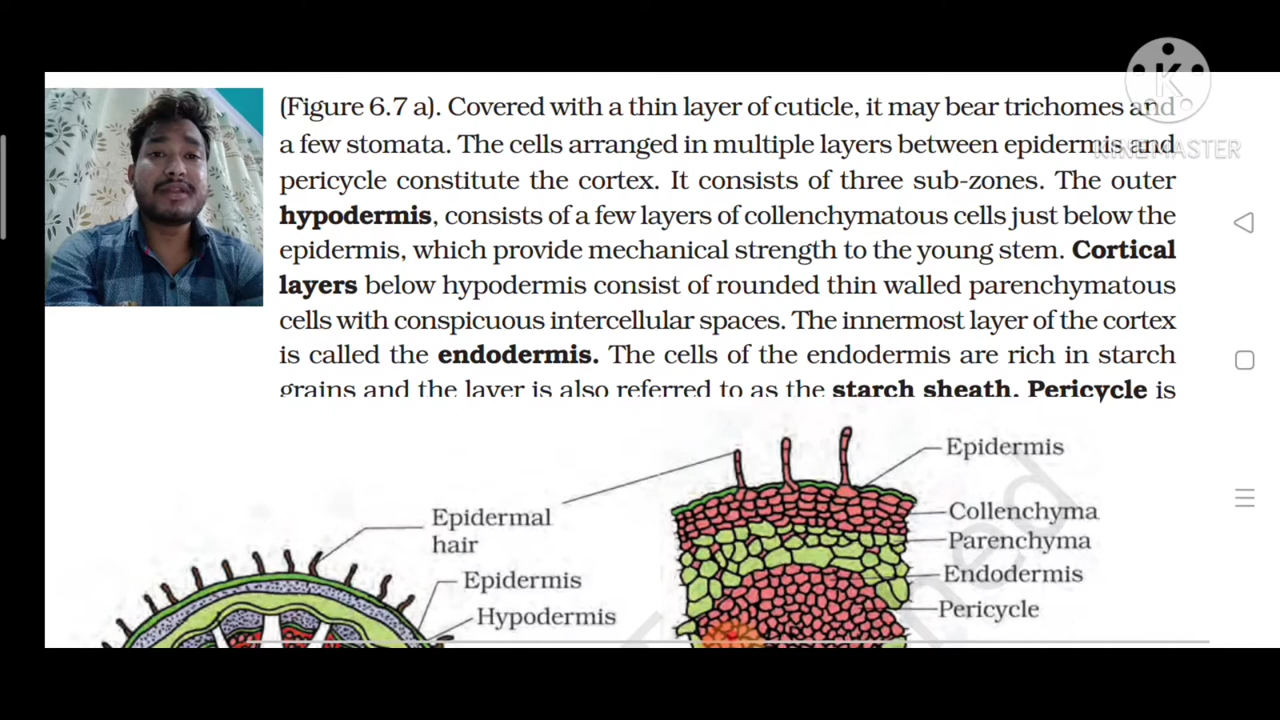 (Figure 6.7 a). Covered with a thin layer of cuticle, it may bear trichomes and
a few stomata. The cells arranged in multiple layers between epidermis and
pericycle constitute the cortex. It consists of three sub-zones. The outer
hypodermis, consists of a few layers of collenchymatous cells just below the
epidermis, which provide mechanical strength to the young stem. Cortical
layers below hypodermis consist of rounded thin walled parenchymatous
cells with conspicuous intercellular spaces. The innermost layer of the cortex
is called the endodermis. The cells of the endodermis are rich in starch
grains and the layer is also referred to as the starch sheath. Pericycle is
K
KINEMASTER
Epidermis
Collenchyma
Parenchyma
Endodermis
Pericycle
Epidermal
hair
Epidermis
Hypodermis